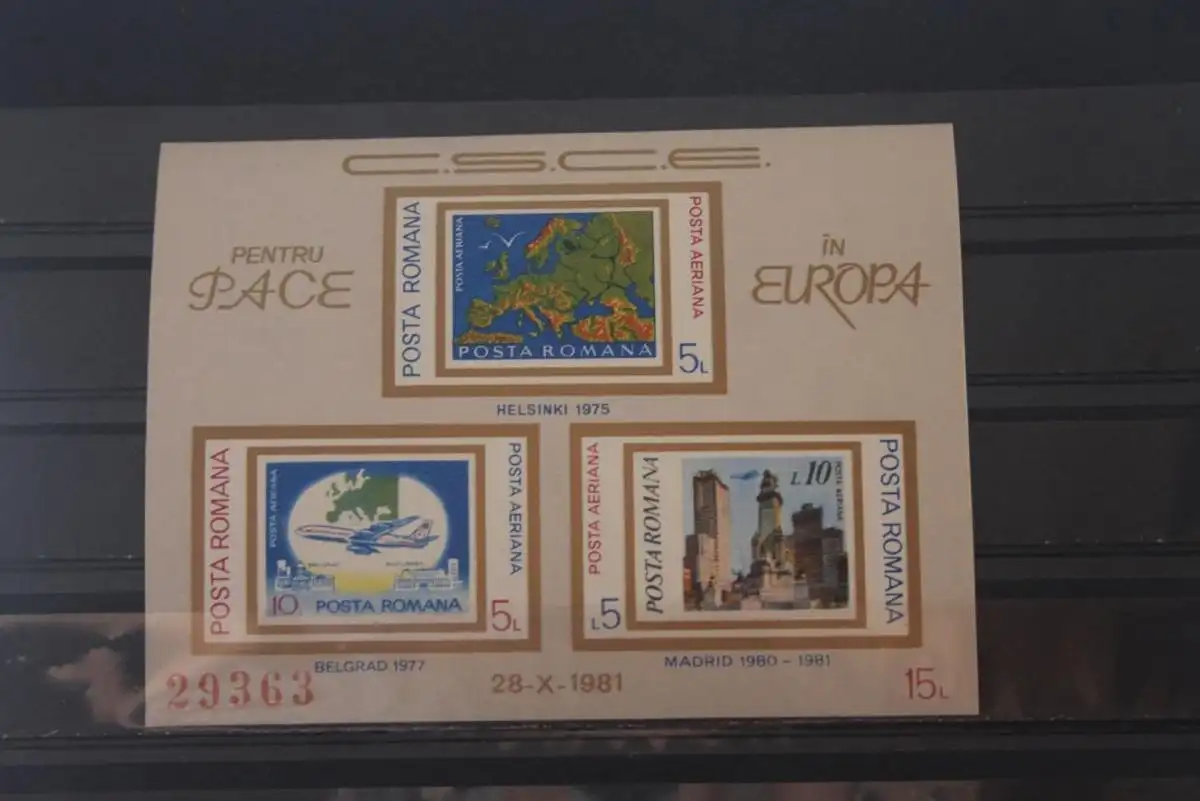 C.S.C.E.
PENTRU
PACE
ÎN
EUROPA
POSTA ROMANA
POSTA AERIANA
POSTA ROMANA
POSTA AERIANA
5L
HELSINKI 1975
POSTA ROMANA
POSTA AERIANA
10 POSTA ROMANA
POSTA AERIANA
5L
BELGRAD 1977
POSTA AERIANA
L5
POSTA ROMANA
L10
POSTA AERIANA
POSTA ROMANA
MADRID 1980 - 1981
29363
28-X-1981
15L